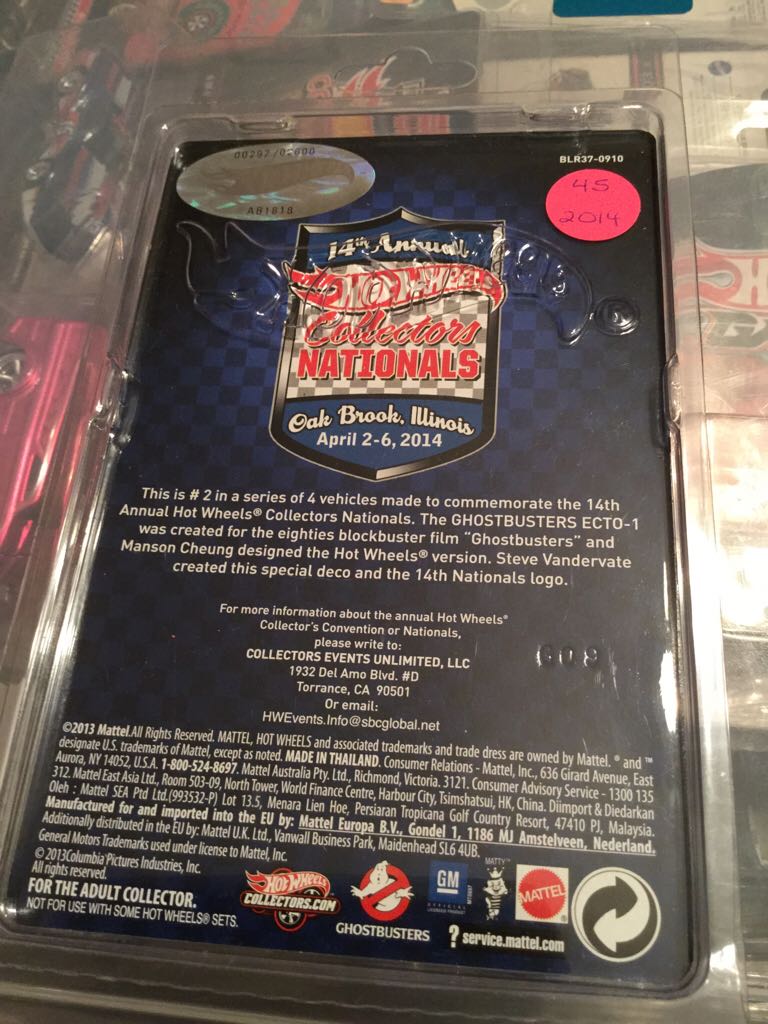 00297/02600
AB1818
BLR37-0910
45
2014
14th Annual
HOT WHEELS
Collectors
NATIONALS
Oak Brook, Illinois
April 2-6, 2014
This is # 2 in a series of 4 vehicles made to commemorate the 14th
Annual Hot Wheels® Collectors Nationals. The GHOSTBUSTERS ECTO-1
was created for the eighties blockbuster film "Ghostbusters" and
Manson Cheung designed the Hot Wheels® version. Steve Vandervate
created this special deco and the 14th Nationals logo.
For more information about the annual Hot Wheels®
Collector's Convention or Nationals,
please write to:
COLLECTORS EVENTS UNLIMITED, LLC
1932 Del Amo Blvd. #D
Torrance, CA 90501
Or email:
HWEvents.Info@sbcglobal.net
G09
©2013 Mattel.All Rights Reserved. MATTEL, HOT WHEELS and associated trademarks and trade dress are owned by Mattel. ® and ™
designate U.S. trademarks of Mattel, except as noted. MADE IN THAILAND. Consumer Relations - Mattel, Inc., 636 Girard Avenue, East
Aurora, NY 14052, U.S.A. 1-800-524-8697. Mattel Australia Pty. Ltd., Richmond, Victoria. 3121. Consumer Advisory Service - 1300 135
312. Mattel East Asia Ltd., Room 503-09, North Tower, World Finance Centre, Harbour City, Tsimshatsui, HK, China. Diimport & Diedarkan
Oleh : Mattel SEA Ptd Ltd.(993532-P) Lot 13.5, Menara Lien Hoe, Persiaran Tropicana Golf Country Resort, 47410 PJ, Malaysia.
Manufactured for and imported into the EU by: Mattel Europa B.V., Gondel 1, 1186 MJ Amstelveen, Nederland.
Additionally distributed in the EU by: Mattel U.K. Ltd., Vanwall Business Park, Maidenhead SL6 4UB.
General Motors Trademarks used under license to Mattel, Inc.
© 2013Columbia Pictures Industries, Inc.
All rights reserved.
FOR THE ADULT COLLECTOR.
NOT FOR USE WITH SOME HOT WHEELS® SETS.
HOT WHEELS
COLLECTORS.COM
GHOSTBUSTERS
GM
OFFICIAL
LICENSED PRODUCT
MATTY™
MATTEL
? service.mattel.com